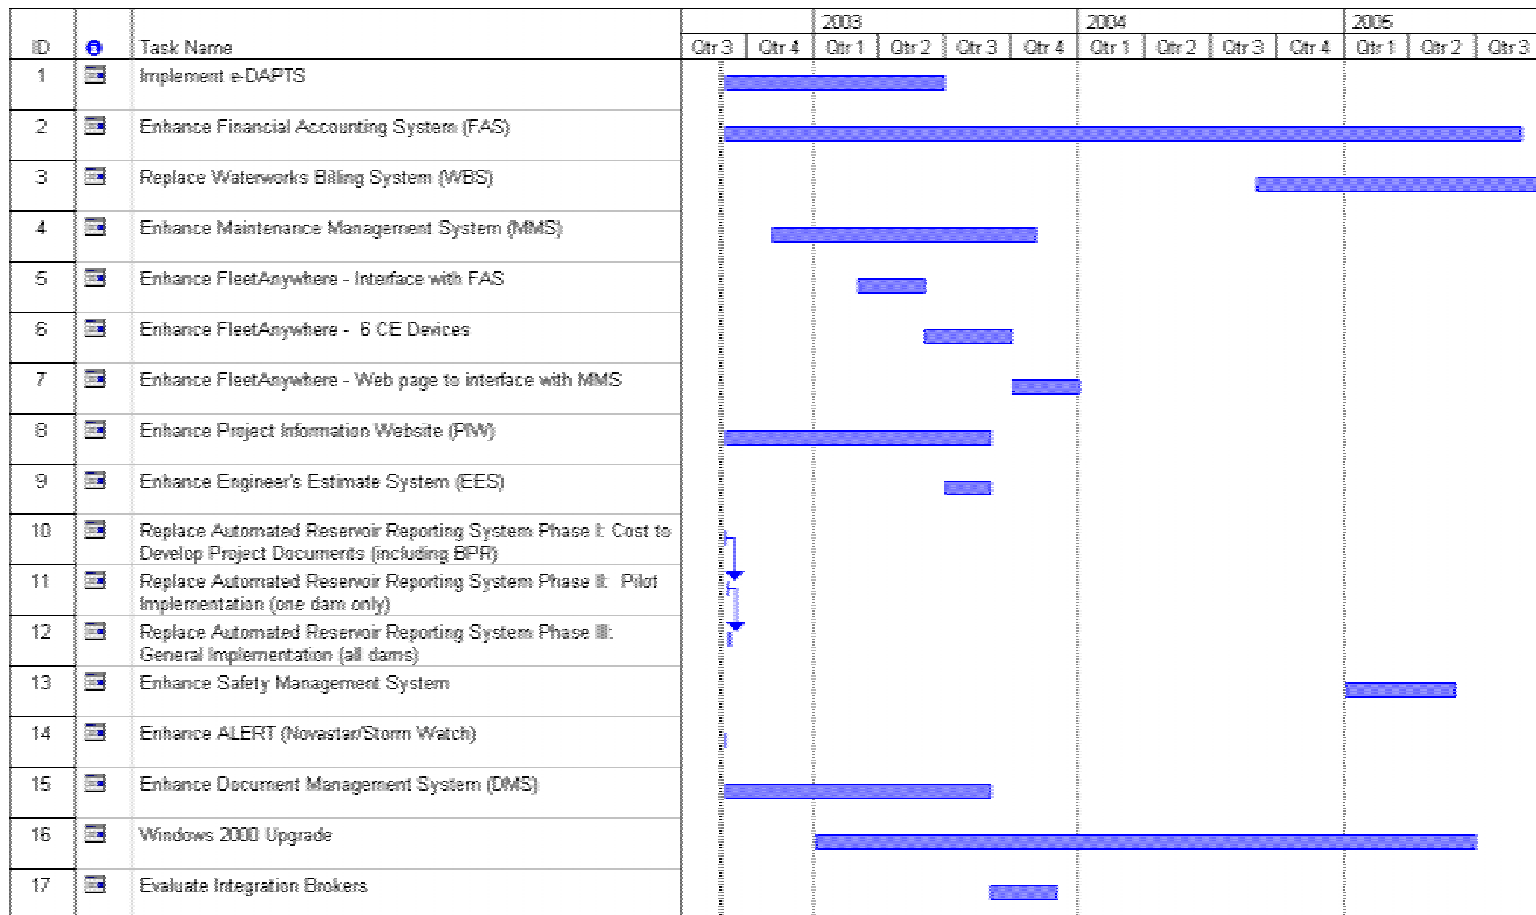 2003 2004 2005
ID Task Name Qtr 3 Qtr 4 Qtr 1 Qtr 2 Qtr 3 Qtr 4 Qtr 1 Qtr 2 Qtr 3 Qtr 4 Qtr 1 Qtr 2 Qtr 3
1 Implement e-DAPTS
2 Enhance Financial Accounting System (FAS)
3 Replace Waterworks Billing System (WBS)
4 Enhance Maintenance Management System (MMS)
5 Enhance FleetAnywhere - Interface with FAS
6 Enhance FleetAnywhere - 6 CE Devices
7 Enhance FleetAnywhere - Web page to interface with MMS
8 Enhance Project Information Website (PIW)
9 Enhance Engineer's Estimate System (EES)
10 Replace Automated Reservoir Reporting System Phase I: Cost to
Develop Project Documents (including BPR)
11 Replace Automated Reservoir Reporting System Phase II: Pilot
Implementation (one dam only)
12 Replace Automated Reservoir Reporting System Phase III:
General Implementation (all dams)
13 Enhance Safety Management System
14 Enhance ALERT (Novastar/Storm Watch)
15 Enhance Document Management System (DMS)
16 Windows 2000 Upgrade
17 Evaluate Integration Brokers